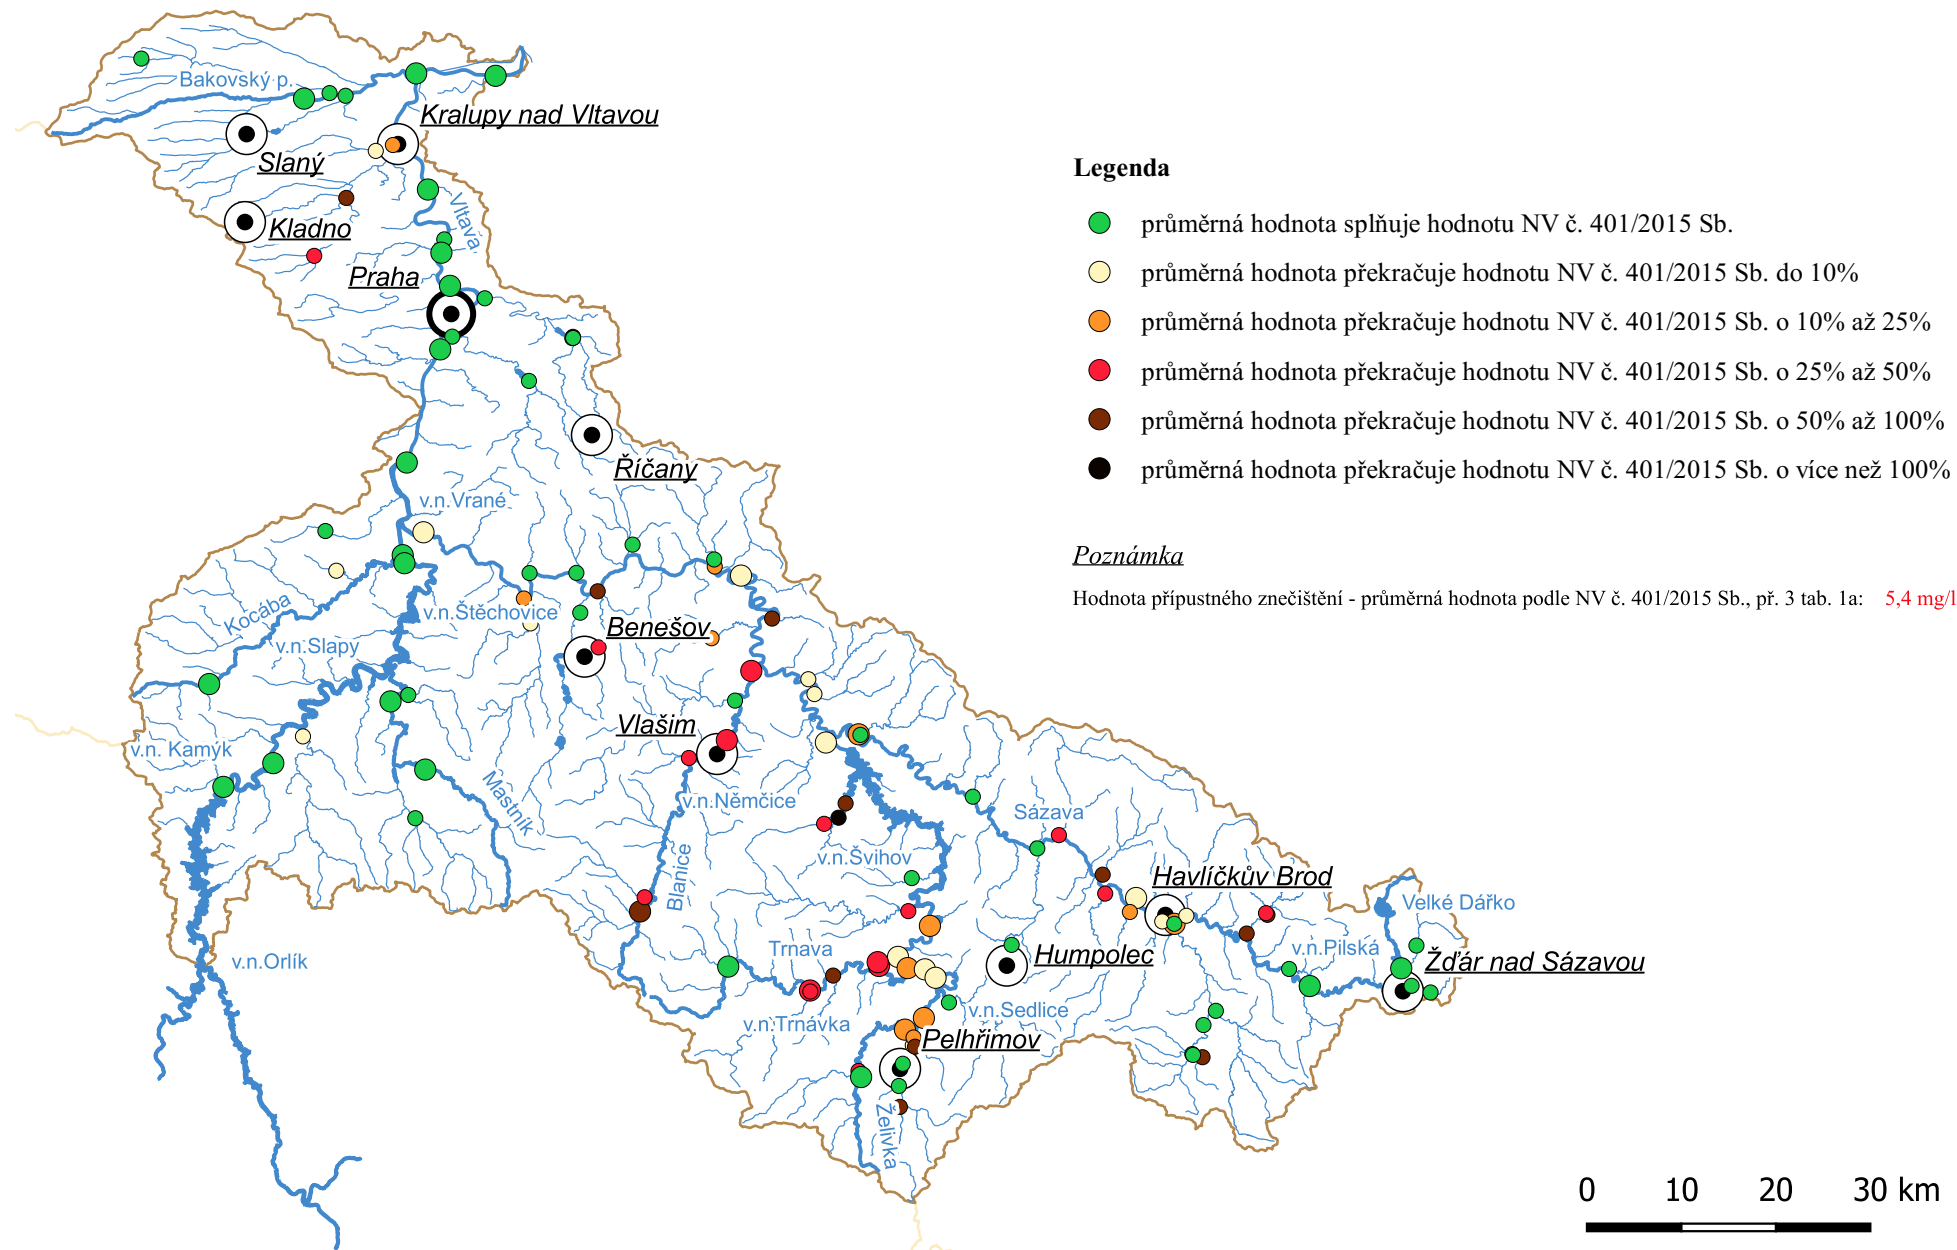 Bakovský p.
Kralupy nad Vltavou
Slaný
Vltava
Kladno
Praha
Říčany
v.n.Vrané
Kocába
v.n.Štěchovice
v.n.Slapy
Benešov
Vlašim
v.n. Kamýk
Mastník
v.n.Němčice
Sázava
v.n.Švihov
Blanice
Havlíčkův Brod
Velké Dářko
Trnava
Humpolec
v.n.Pilská
Žďár nad Sázavou
v.n.Orlík
v.n.Trnávka
v.n.Sedlice
Pelhřimov
Želivka
Legenda
průměrná hodnota splňuje hodnotu NV č. 401/2015 Sb.
průměrná hodnota překračuje hodnotu NV č. 401/2015 Sb. do 10%
průměrná hodnota překračuje hodnotu NV č. 401/2015 Sb. o 10% až 25%
průměrná hodnota překračuje hodnotu NV č. 401/2015 Sb. o 25% až 50%
průměrná hodnota překračuje hodnotu NV č. 401/2015 Sb. o 50% až 100%
průměrná hodnota překračuje hodnotu NV č. 401/2015 Sb. o více než 100%
Poznámka
Hodnota přípustného znečištění - průměrná hodnota podle NV č. 401/2015 Sb., př. 3 tab. 1a: 5,4 mg/l
0 10 20 30 km